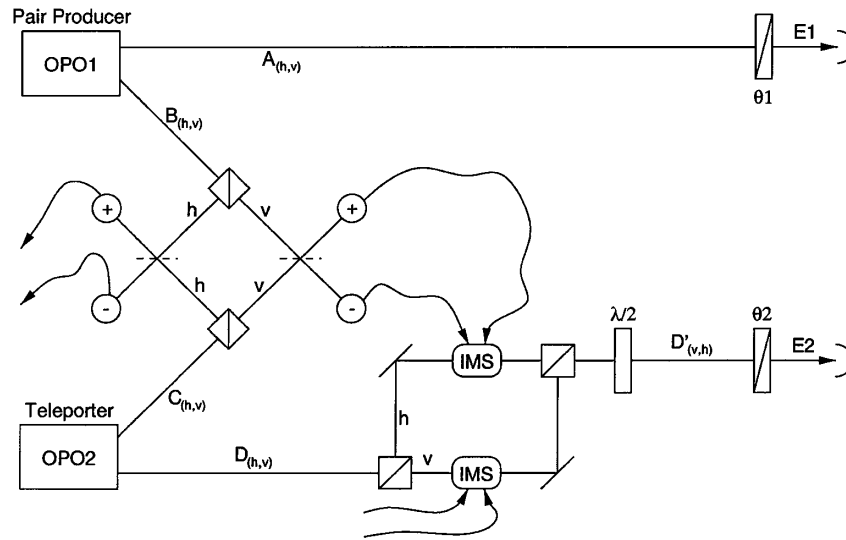 Pair Producer
OPO1
A(h,v)
θ1
E1
B(h,v)
+
h
v
+
-
h
v
-
λ/2
θ2
IMS
D'(v,h)
E2
C(h,v)
Teleporter
h
OPO2
D(h,v)
v
IMS